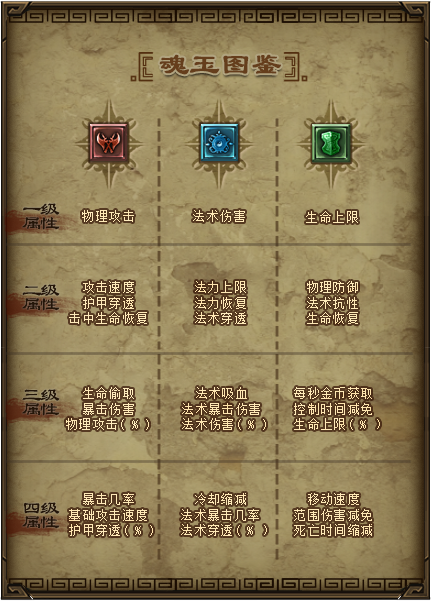 魂玉图鉴
一级
属性
物理攻击
法术伤害
生命上限
二级
属性
攻击速度
护甲穿透
击中生命恢复
法力上限
法力恢复
法术穿透
物理防御
法术抗性
生命恢复
三级
属性
生命偷取
暴击伤害
物理攻击(%)
法术吸血
法术暴击伤害
法术伤害(%)
每秒金币获取
控制时间减免
生命上限(%)
四级
属性
暴击几率
基础攻击速度
护甲穿透(%)
冷却缩减
法术暴击几率
法术穿透(%)
移动速度
范围伤害减免
死亡时间缩减